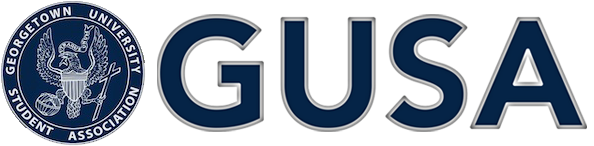 GEORGETOWN UNIVERSITY
STUDENT ASSOCIATION
GUSA